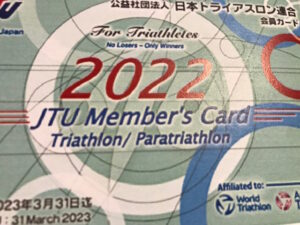 公益社団法人 日本トライアスロン連合
会員カード
Japan
For Triathletes
No Losers – Only Winners
2022
JTU Member's Card
Triathlon/ Paratriathlon
023年3月31日迄
: 31 March 2023
Affiliated to:
World
Triathlon